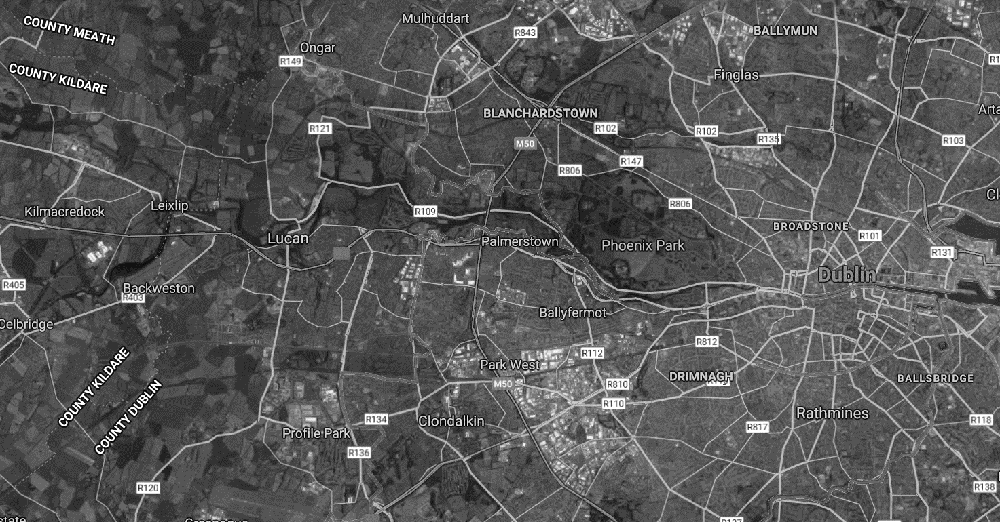 COUNTY MEATH
Mulhuddart
R843
BALLYMUN
Ongar
R149
COUNTY KILDARE
Finglas
BLANCHARDSTOWN
R121
R102
R102
R135
R103
M50
R147
R806
Kilmacredock
Leixlip
R109
R806
BROADSTONE
R101
Lucan
Palmerstown
Phoenix Park
R131
Dublin
R405
Backweston
R403
Celbridge
Ballyfermot
R812
R112
COUNTY KILDARE
Park West
M50
R810
DRIMNAGH
BALLSBRIDGE
COUNTY DUBLIN
R110
R134
Clondalkin
Rathmines
R118
Profile Park
R817
R136
R120
R138